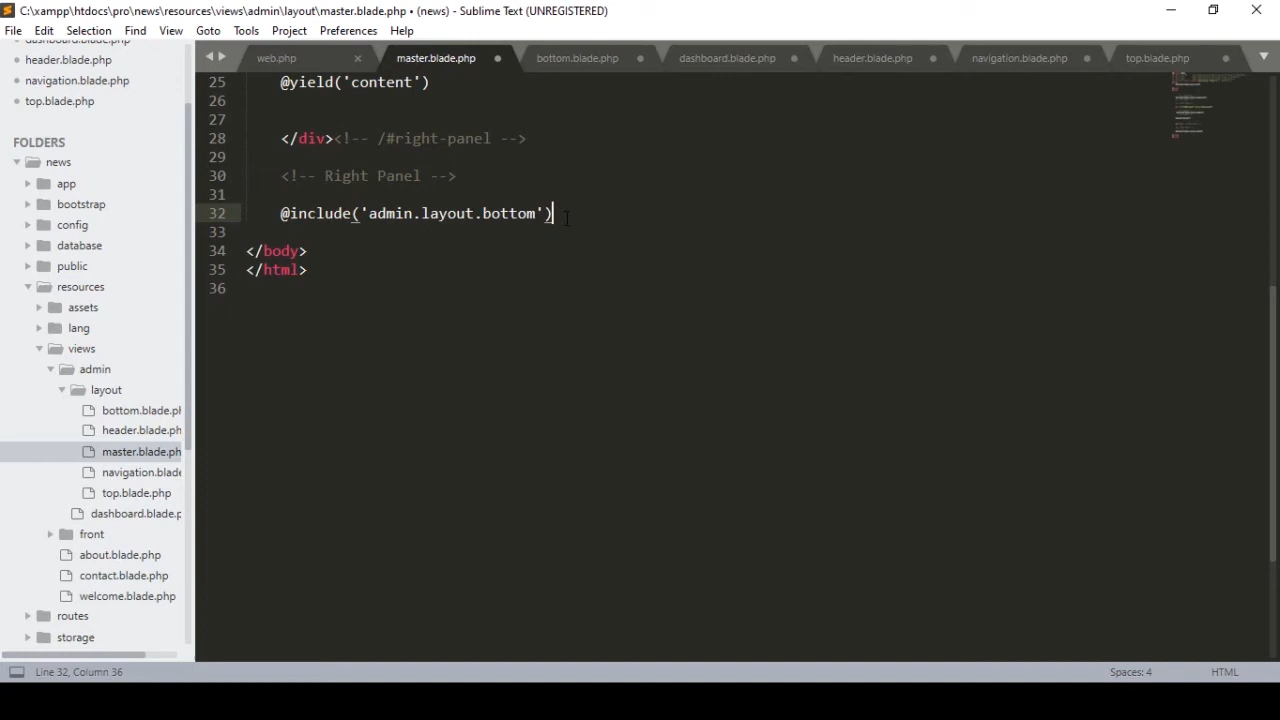 C:\xampp\htdocs\pro\news\resources\views\admin\layout\master.blade.php • (news) - Sublime Text (UNREGISTERED)
File Edit Selection Find View Goto Tools Project Preferences Help
dashboard.blade.php
header.blade.php
navigation.blade.php
top.blade.php
FOLDERS
news
app
bootstrap
config
database
public
resources
assets
lang
views
admin
layout
bottom.blade.ph
header.blade.ph
master.blade.ph
navigation.blade
top.blade.php
dashboard.blade.p
front
about.blade.php
contact.blade.php
welcome.blade.php
routes
storage
web.php master.blade.php bottom.blade.php dashboard.blade.php header.blade.php navigation.blade.php top.blade.php
25 @yield('content')
26
27
28 </div><!-- /#right-panel -->
29
30 <!-- Right Panel -->
31
32 @include('admin.layout.bottom')
33
34 </body>
35 </html>
36
Line 32, Column 36 Spaces: 4 HTML